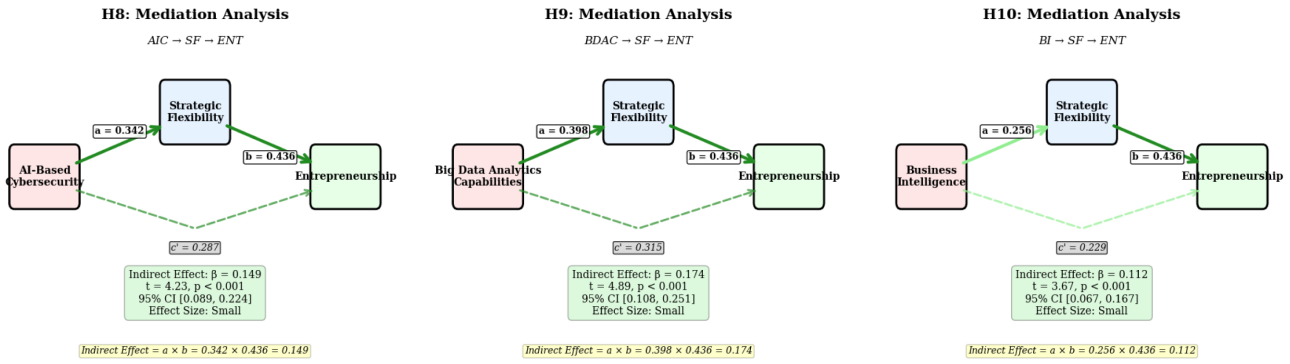 H8: Mediation Analysis
AIC → SF → ENT
Strategic
Flexibility
a = 0.342
b = 0.436
AI-Based
Cybersecurity
Entrepreneurship
c' = 0.287
Indirect Effect: β = 0.149
t = 4.23, p < 0.001
95% CI [0.089, 0.224]
Effect Size: Small
Indirect Effect = a × b = 0.342 × 0.436 = 0.149
H9: Mediation Analysis
BDAC → SF → ENT
Strategic
Flexibility
a = 0.398
b = 0.436
Big Data Analytics
Capabilities
Entrepreneurship
c' = 0.315
Indirect Effect: β = 0.174
t = 4.89, p < 0.001
95% CI [0.108, 0.251]
Effect Size: Small
Indirect Effect = a × b = 0.398 × 0.436 = 0.174
H10: Mediation Analysis
BI → SF → ENT
Strategic
Flexibility
a = 0.256
b = 0.436
Business
Intelligence
Entrepreneurship
c' = 0.229
Indirect Effect: β = 0.112
t = 3.67, p < 0.001
95% CI [0.067, 0.167]
Effect Size: Small
Indirect Effect = a × b = 0.256 × 0.436 = 0.112